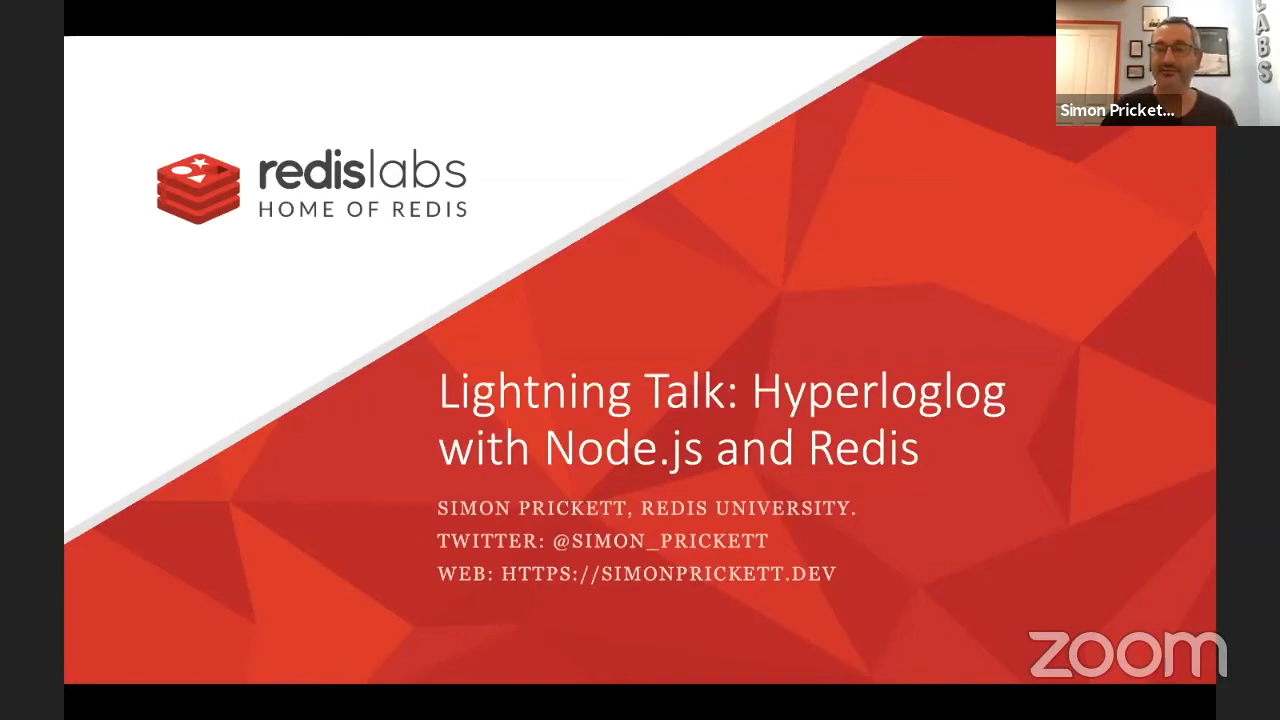 redislabs
HOME OF REDIS
Simon Pricket...
Lightning Talk: Hyperloglog
with Node.js and Redis
SIMON PRICKETT, REDIS UNIVERSITY.
TWITTER: @SIMON_PRICKETT
WEB: HTTPS://SIMONPRICKETT.DEV
zoom